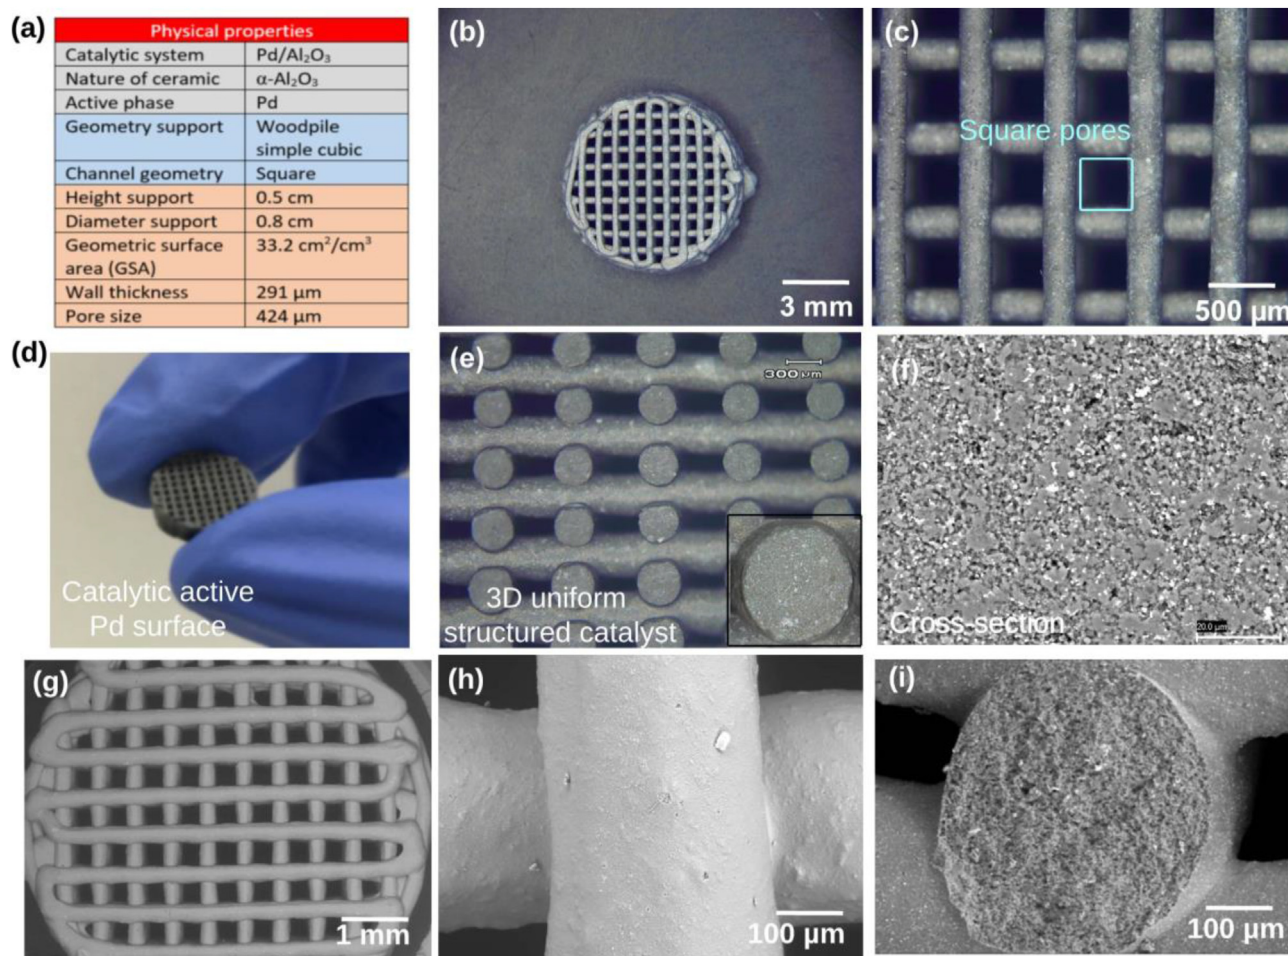 (a)
Physical properties
Catalytic system Pd/Al₂O₃
Nature of ceramic α-Al₂O₃
Active phase Pd
Geometry support Woodpile
simple cubic
Channel geometry Square
Height support 0.5 cm
Diameter support 0.8 cm
Geometric surface 33.2 cm²/cm³
area (GSA)
Wall thickness 291 µm
Pore size 424 µm
(b)
3 mm
(c)
Square pores
500 µm
(d)
Catalytic active
Pd surface
(e)
300 µm
3D uniform
structured catalyst
(f)
Cross-section
20.0 µm
(g)
1 mm
(h)
100 µm
(i)
100 µm